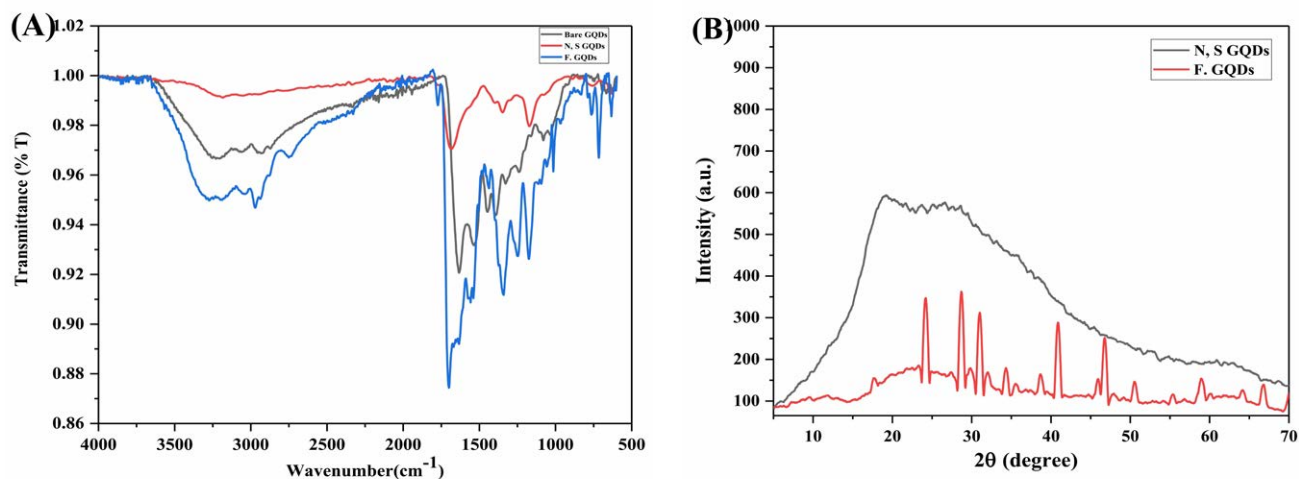 (A)
1.02
1.00
0.98
0.96
0.94
0.92
0.90
0.88
0.86
Transmittance (% T)
Bare GQDs
N, S GQDs
F. GQDs
4000 3500 3000 2500 2000 1500 1000 500
Wavenumber(cm-1)
(B)
1000
900
800
700
600
500
400
300
200
100
Intensity (a.u.)
N, S GQDs
F. GQDs
10 20 30 40 50 60 70
2θ (degree)